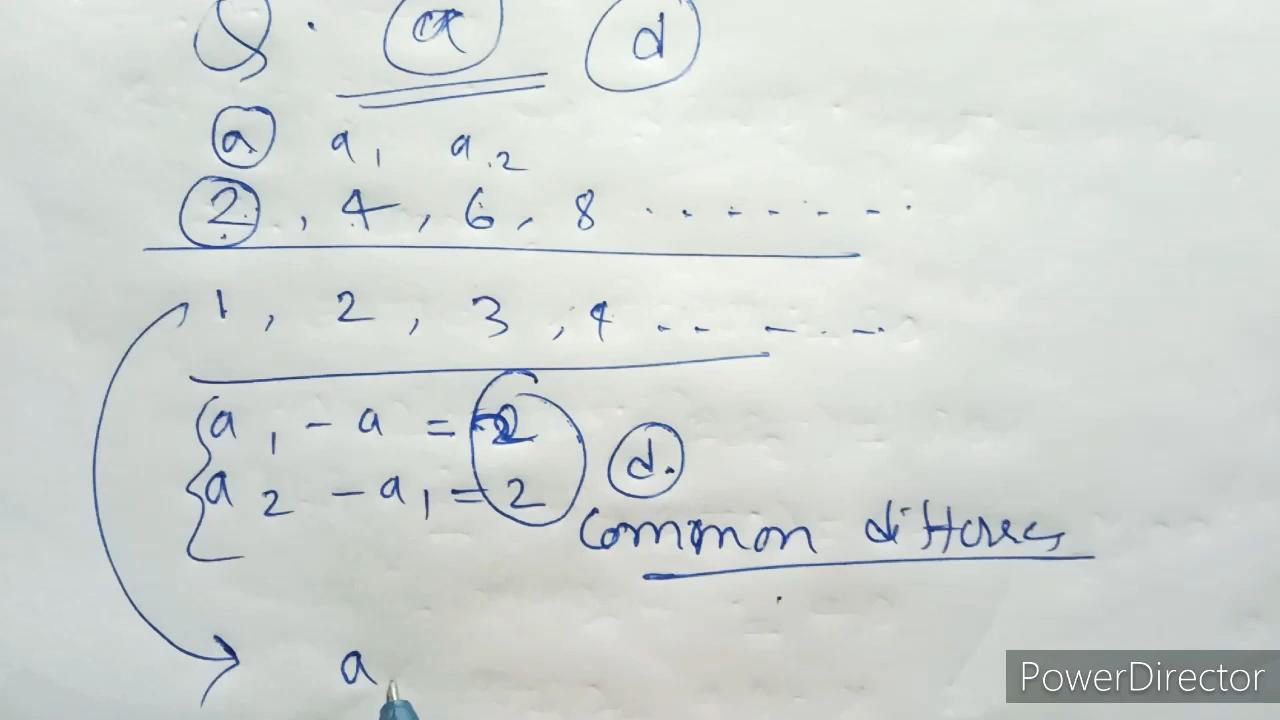 Q. a d
a a1 a2
2, 4, 6, 8 ........
1, 2, 3, 4 .......
a1 - a = 2
a2 - a1 = 2 d.
common
a
PowerDirector